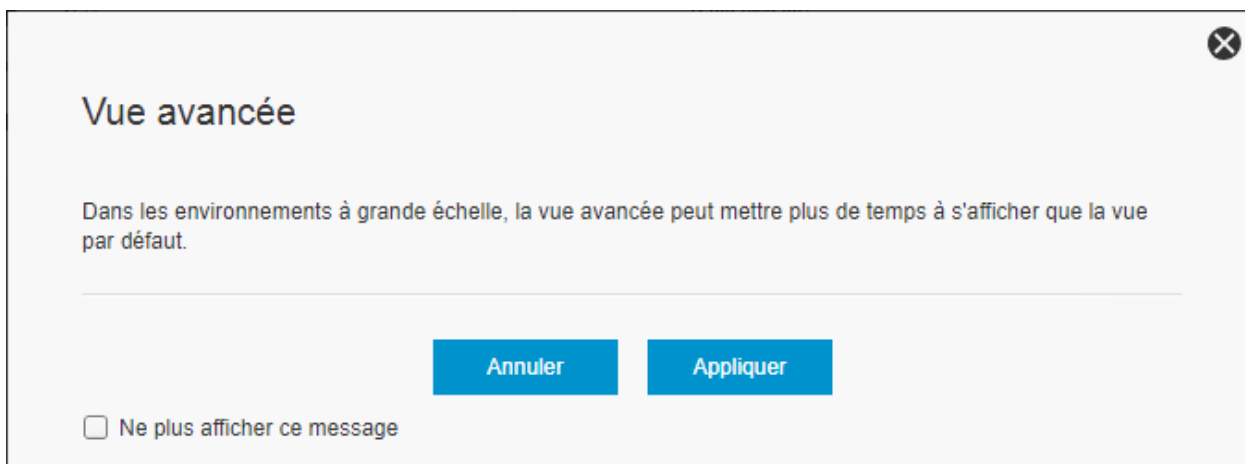 Vue avancée
Dans les environnements à grande échelle, la vue avancée peut mettre plus de temps à s'afficher que la vue
par défaut.
Annuler
Appliquer
Ne plus afficher ce message